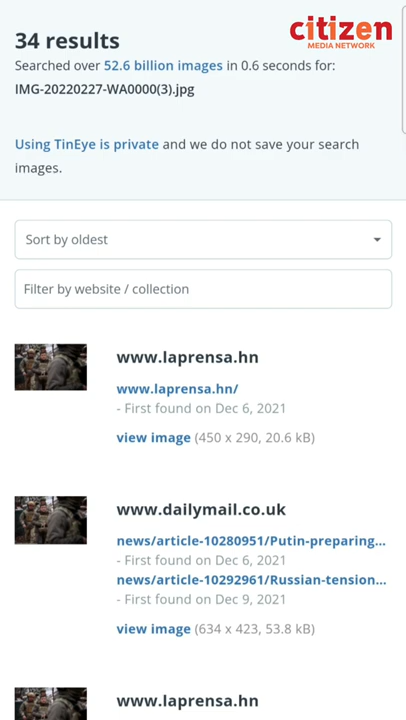 34 results
citizen
MEDIA NETWORK
Searched over 52.6 billion images in 0.6 seconds for:
IMG-20220227-WA0000(3).jpg
Using TinEye is private and we do not save your search
images.
Sort by oldest
Filter by website / collection
www.laprensa.hn
www.laprensa.hn/
- First found on Dec 6, 2021
view image (450 x 290, 20.6 kB)
www.dailymail.co.uk
news/article-10280951/Putin-preparing...
- First found on Dec 6, 2021
news/article-10292961/Russian-tension...
- First found on Dec 9, 2021
view image (634 x 423, 53.8 kB)
www.laprensa.hn